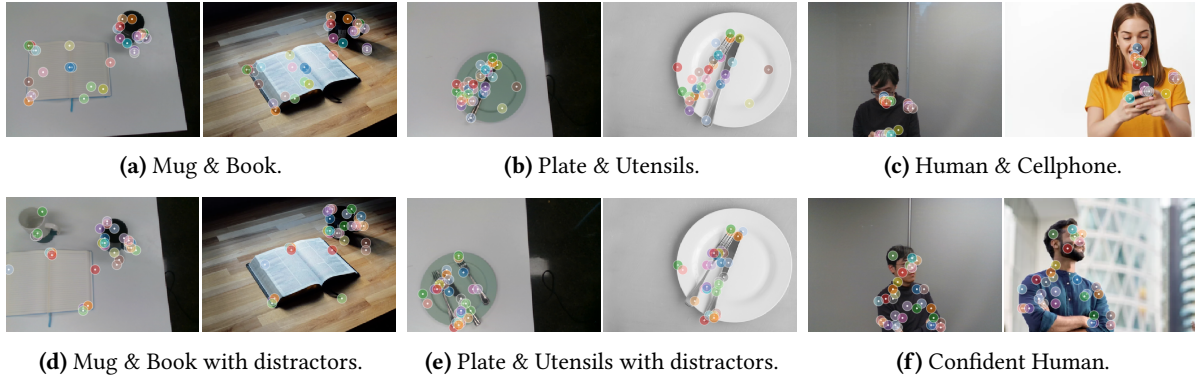 (a) Mug & Book.
(b) Plate & Utensils.
(c) Human & Cellphone.
(d) Mug & Book with distractors.
(e) Plate & Utensils with distractors.
(f) Confident Human.